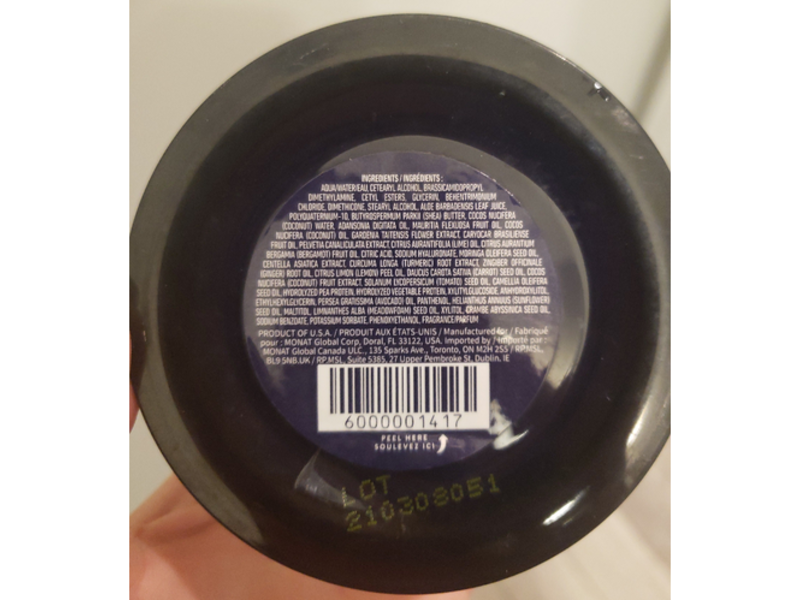 INGREDIENTS / INGRÉDIENTS :
AQUA/WATER/EAU, CETEARYL ALCOHOL, BRASSICAMIDOPROPYL
DIMETHYLAMINE, CETYL ESTERS, GLYCERIN, BEHENTRIMONIUM
CHLORIDE, DIMETHICONE, STEARYL ALCOHOL, ALOE BARBADENSIS LEAF JUICE,
POLYQUATERNIUM-10, BUTYROSPERMUM PARKII (SHEA) BUTTER, COCOS NUCIFERA
(COCONUT) WATER, ADANSONIA DIGITATA OIL, MAURITIA FLEXUOSA FRUIT OIL, COCOS
NUCIFERA (COCONUT) OIL, GARDENIA TAITENSIS FLOWER EXTRACT, CARYOCAR BRASILIENSE
FRUIT OIL, PELVETIA CANALICULATA EXTRACT, CITRUS AURANTIFOLIA (LIME) OIL, CITRUS AURANTIUM
BERGAMIA (BERGAMOT) FRUIT OIL, CITRIC ACID, SODIUM HYALURONATE, MORINGA OLEIFERA SEED OIL,
CENTELLA ASIATICA EXTRACT, CURCUMA LONGA (TURMERIC) ROOT EXTRACT, ZINGIBER OFFICINALE
(GINGER) ROOT OIL, CITRUS LIMON (LEMON) PEEL OIL, DAUCUS CAROTA SATIVA (CARROT) SEED OIL, COCOS
NUCIFERA (COCONUT) FRUIT EXTRACT, SOLANUM LYCOPERSICUM (TOMATO) SEED OIL, CAMELLIA OLEIFERA
SEED OIL, HYDROLYZED PEA PROTEIN, HYDROLYZED VEGETABLE PROTEIN, XYLITYLGLUCOSIDE, ANHYDROXYLITOL,
ETHYLHEXYLGLYCERIN, PERSEA GRATISSIMA (AVOCADO) OIL, PANTHENOL, HELIANTHUS ANNUUS (SUNFLOWER)
SEED OIL, MALTITOL, LIMNANTHES ALBA (MEADOWFOAM) SEED OIL, XYLITOL, CRAMBE ABYSSINICA SEED OIL,
SODIUM BENZOATE, POTASSIUM SORBATE, PHENOXYETHANOL, FRAGRANCE/PARFUM
PRODUCT OF U.S.A. / PRODUIT AUX ÉTATS-UNIS / Manufactured for / Fabriqué
pour : MONAT Global Corp, Doral, FL 33122, USA. Imported by / Importé par :
MONAT Global Canada ULC., 135 Sparks Ave., Toronto, ON M2H 2S5 / RP.MSL,
BL9 5NB.UK / RP.MSL, Suite 5385, 27 Upper Pembroke St, Dublin, IE
6000001417
PEEL HERE
SOULEVEZ ICI
LOT
210308051